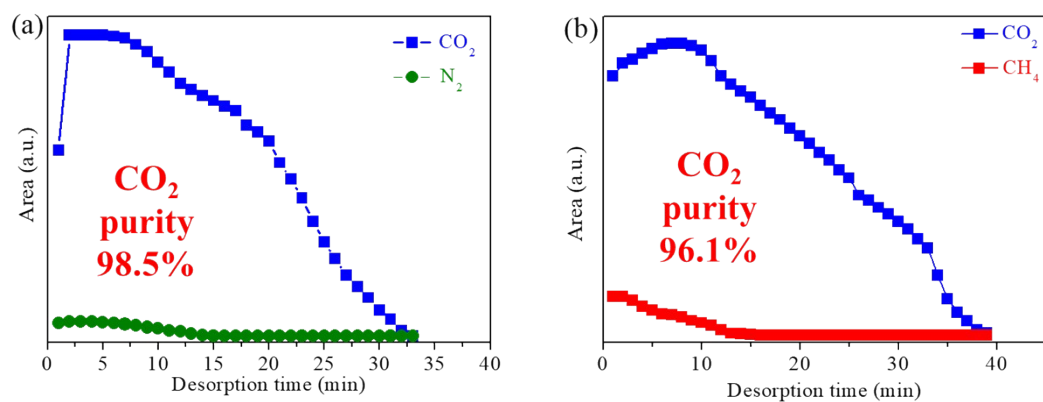 (a)
CO₂
N₂
CO₂
purity
98.5%
Area (a.u.)
0 5 10 15 20 25 30 35 40
Desorption time (min)
(b)
CO₂
CH₄
CO₂
purity
96.1%
Area (a.u.)
0 10 20 30 40
Desorption time (min)